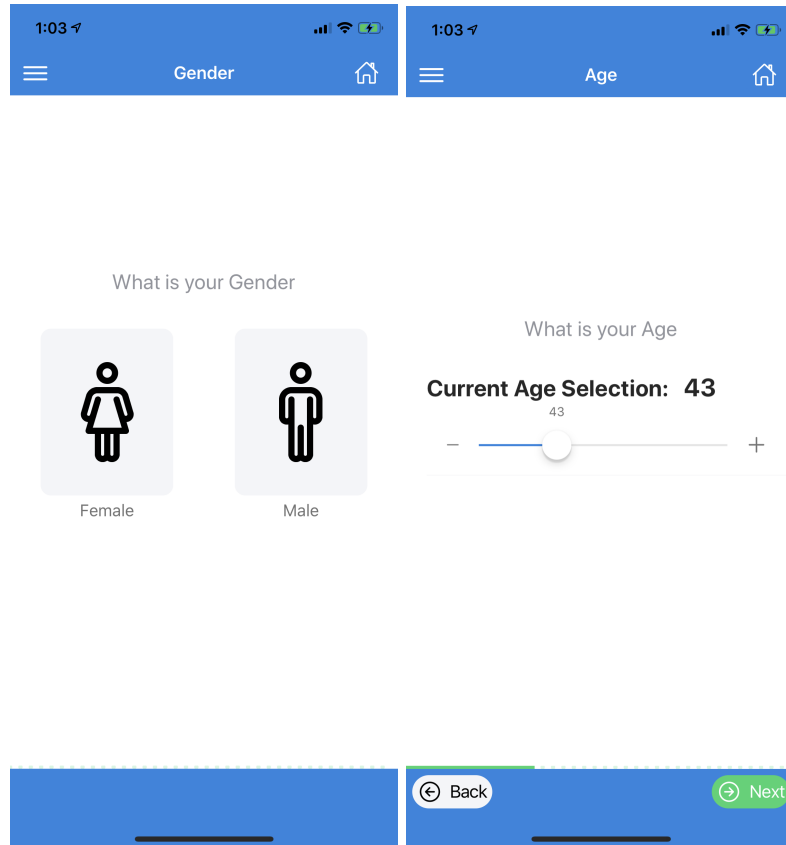 1:03
Gender
What is your Gender
Female
Male
1:03
Age
What is your Age
Current Age Selection: 43
43
Back
Next